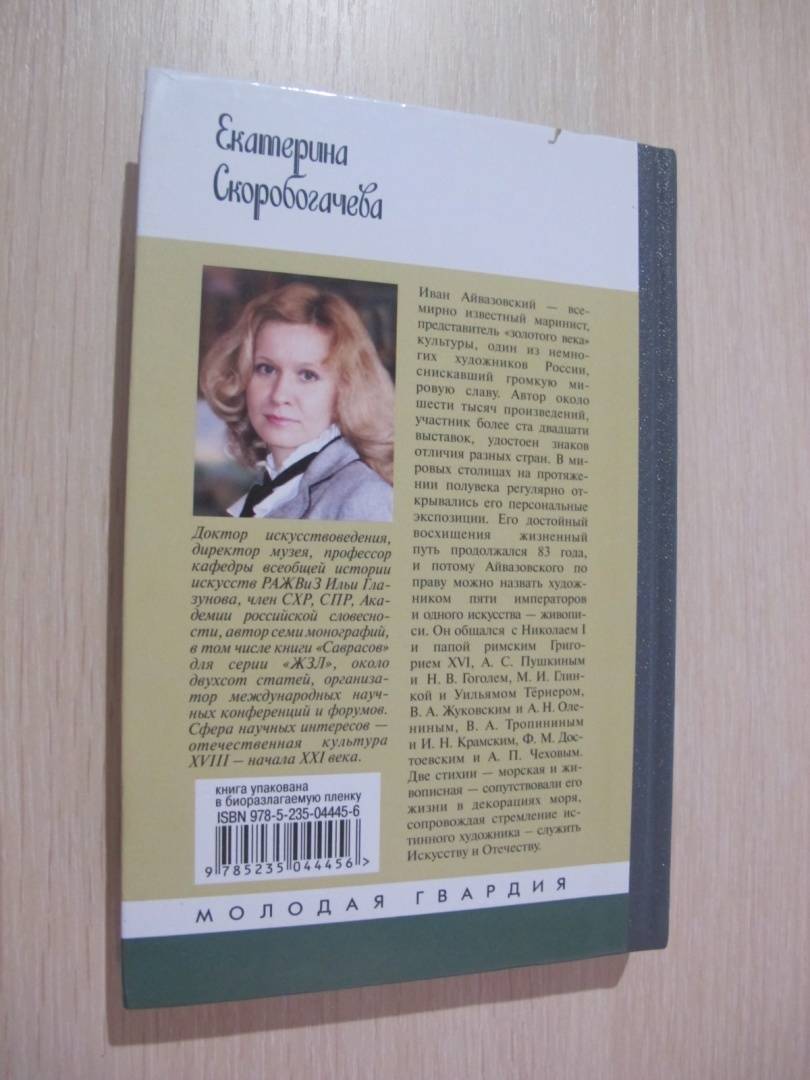 Екатерина
Скоробогачева
Доктор искусствоведения,
директор музея, профессор
кафедры всеобщей истории
искусств РАЖВиЗ Ильи Гла-
зунова, член СХР, СПР, Ака-
демии российской словесно-
сти, автор семи монографий,
в том числе книги «Саврасов»
для серии «ЖЗЛ», около
двухсот статей, организа-
тор международных науч-
ных конференций и форумов.
Сфера научных интересов —
отечественная культура
XVIII — начала XXI века.
Иван Айвазовский — все-
мирно известный маринист,
представитель «золотого века»
культуры, один из немно-
гих художников России,
снискавший громкую ми-
ровую славу. Автор около
шести тысяч произведений,
участник более ста двадцати
выставок, удостоен знаков
отличия разных стран. В ми-
ровых столицах на протяже-
нии полувека регулярно от-
крывались его персональные
экспозиции. Его достойный
восхищения жизненный
путь продолжался 83 года,
и потому Айвазовского по
праву можно назвать худож-
ником пяти императоров
и одного искусства — живопи-
си. Он общался с Николаем I
и папой римским Григо-
рием XVI, А. С. Пушкиным
и Н. В. Гоголем, М. И. Глин-
кой и Уильямом Тёрнером,
В. А. Жуковским и А. Н. Оле-
ниным, В. А. Тропининым
и И. Н. Крамским, Ф. М. Дос-
тоевским и А. П. Чеховым.
Две стихии — морская и жи-
вописная — сопутствовали его
жизни в декорациях моря,
сопровождая стремление ис-
тинного художника — служить
Искусству и Отечеству.
книга упакована
в биоразлагаемую пленку
ISBN 978-5-235-04445-6
9 785235 044456 >
МОЛОДАЯ ГВАРДИЯ